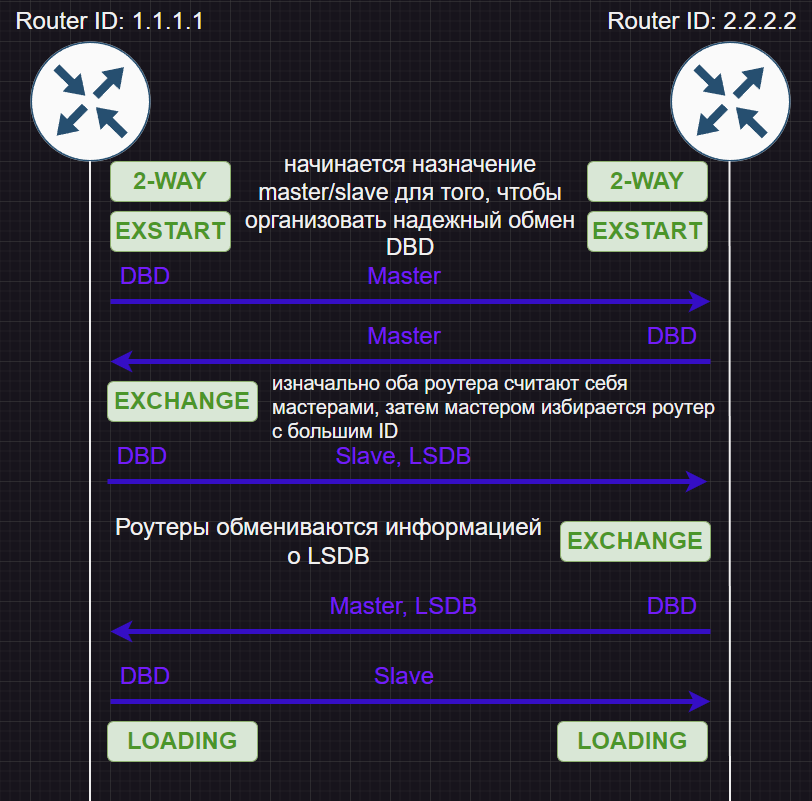 Router ID: 1.1.1.1
Router ID: 2.2.2.2
2-WAY
начинается назначение
master/slave для того, чтобы
организовать надежный обмен
DBD
2-WAY
EXSTART
EXSTART
DBD
Master
Master
DBD
EXCHANGE
изначально оба роутера считают себя
мастерами, затем мастером избирается роутер
с большим ID
DBD
Slave, LSDB
Роутеры обмениваются информацией
о LSDB
EXCHANGE
Master, LSDB
DBD
DBD
Slave
LOADING
LOADING